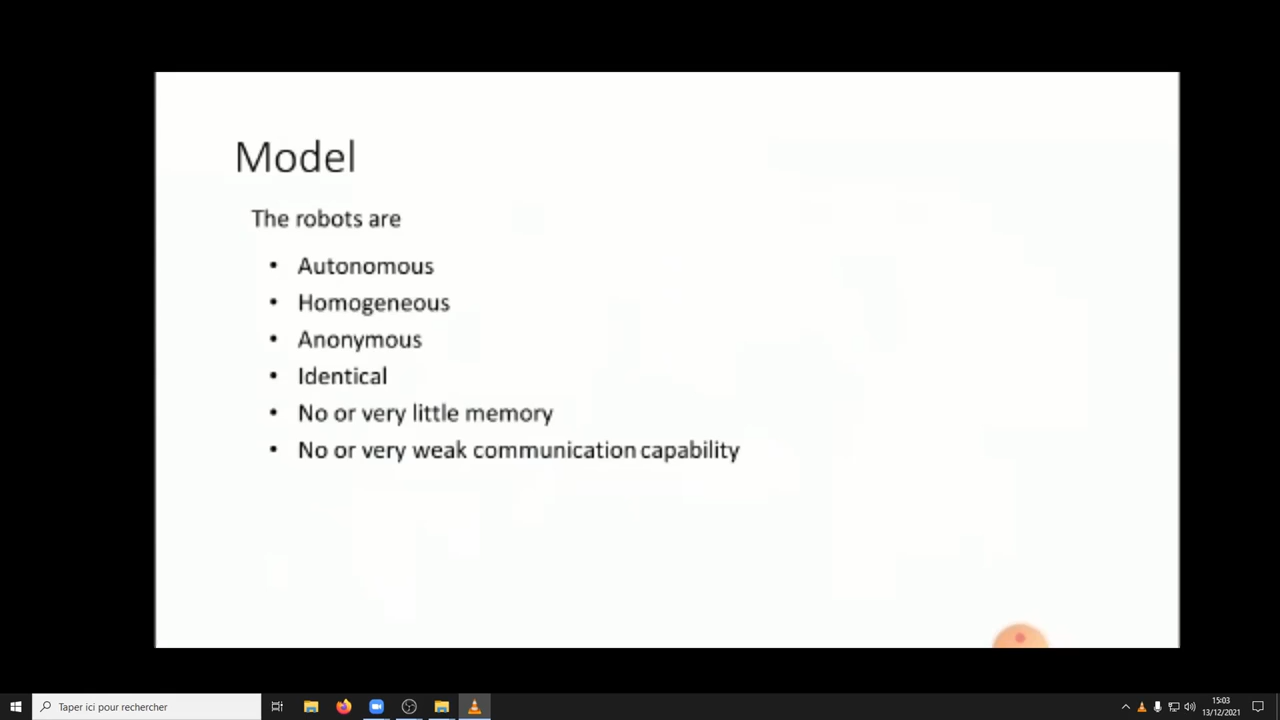 Model
The robots are
• Autonomous
• Homogeneous
• Anonymous
• Identical
• No or very little memory
• No or very weak communication capability
Taper ici pour rechercher
15:03
13/12/2021